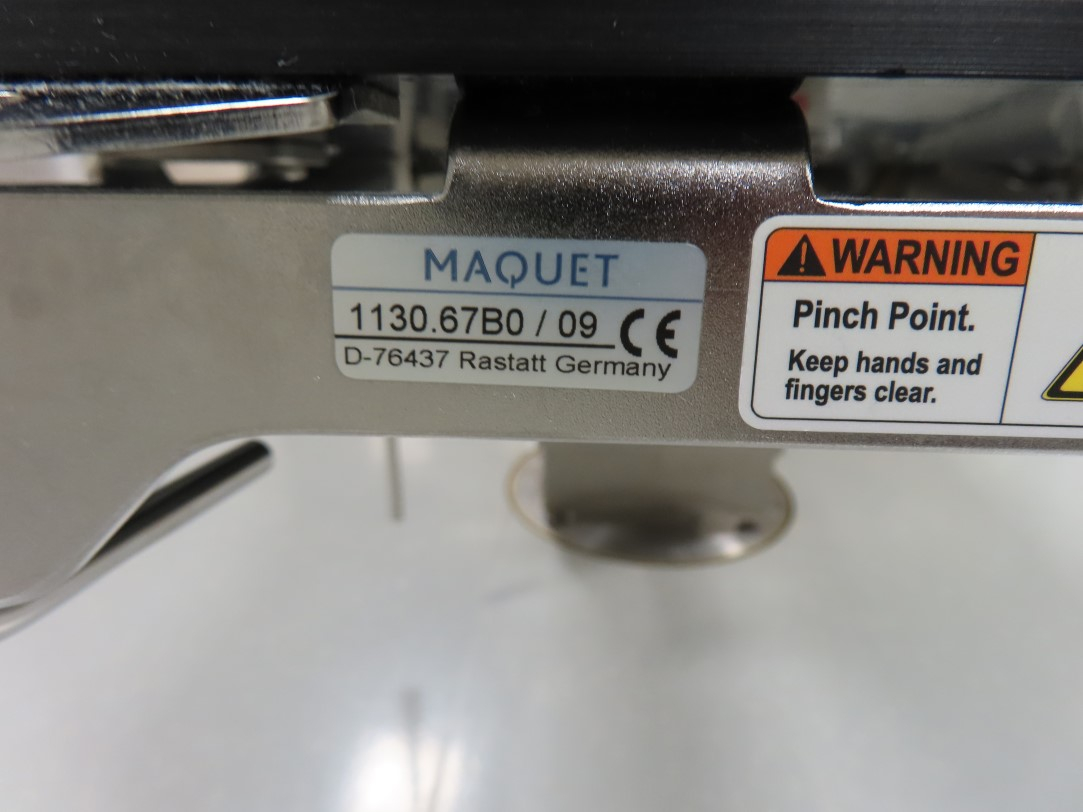 MAQUET
1130.67B0 / 09 CE
D-76437 Rastatt Germany
WARNING
Pinch Point.
Keep hands and
fingers clear.